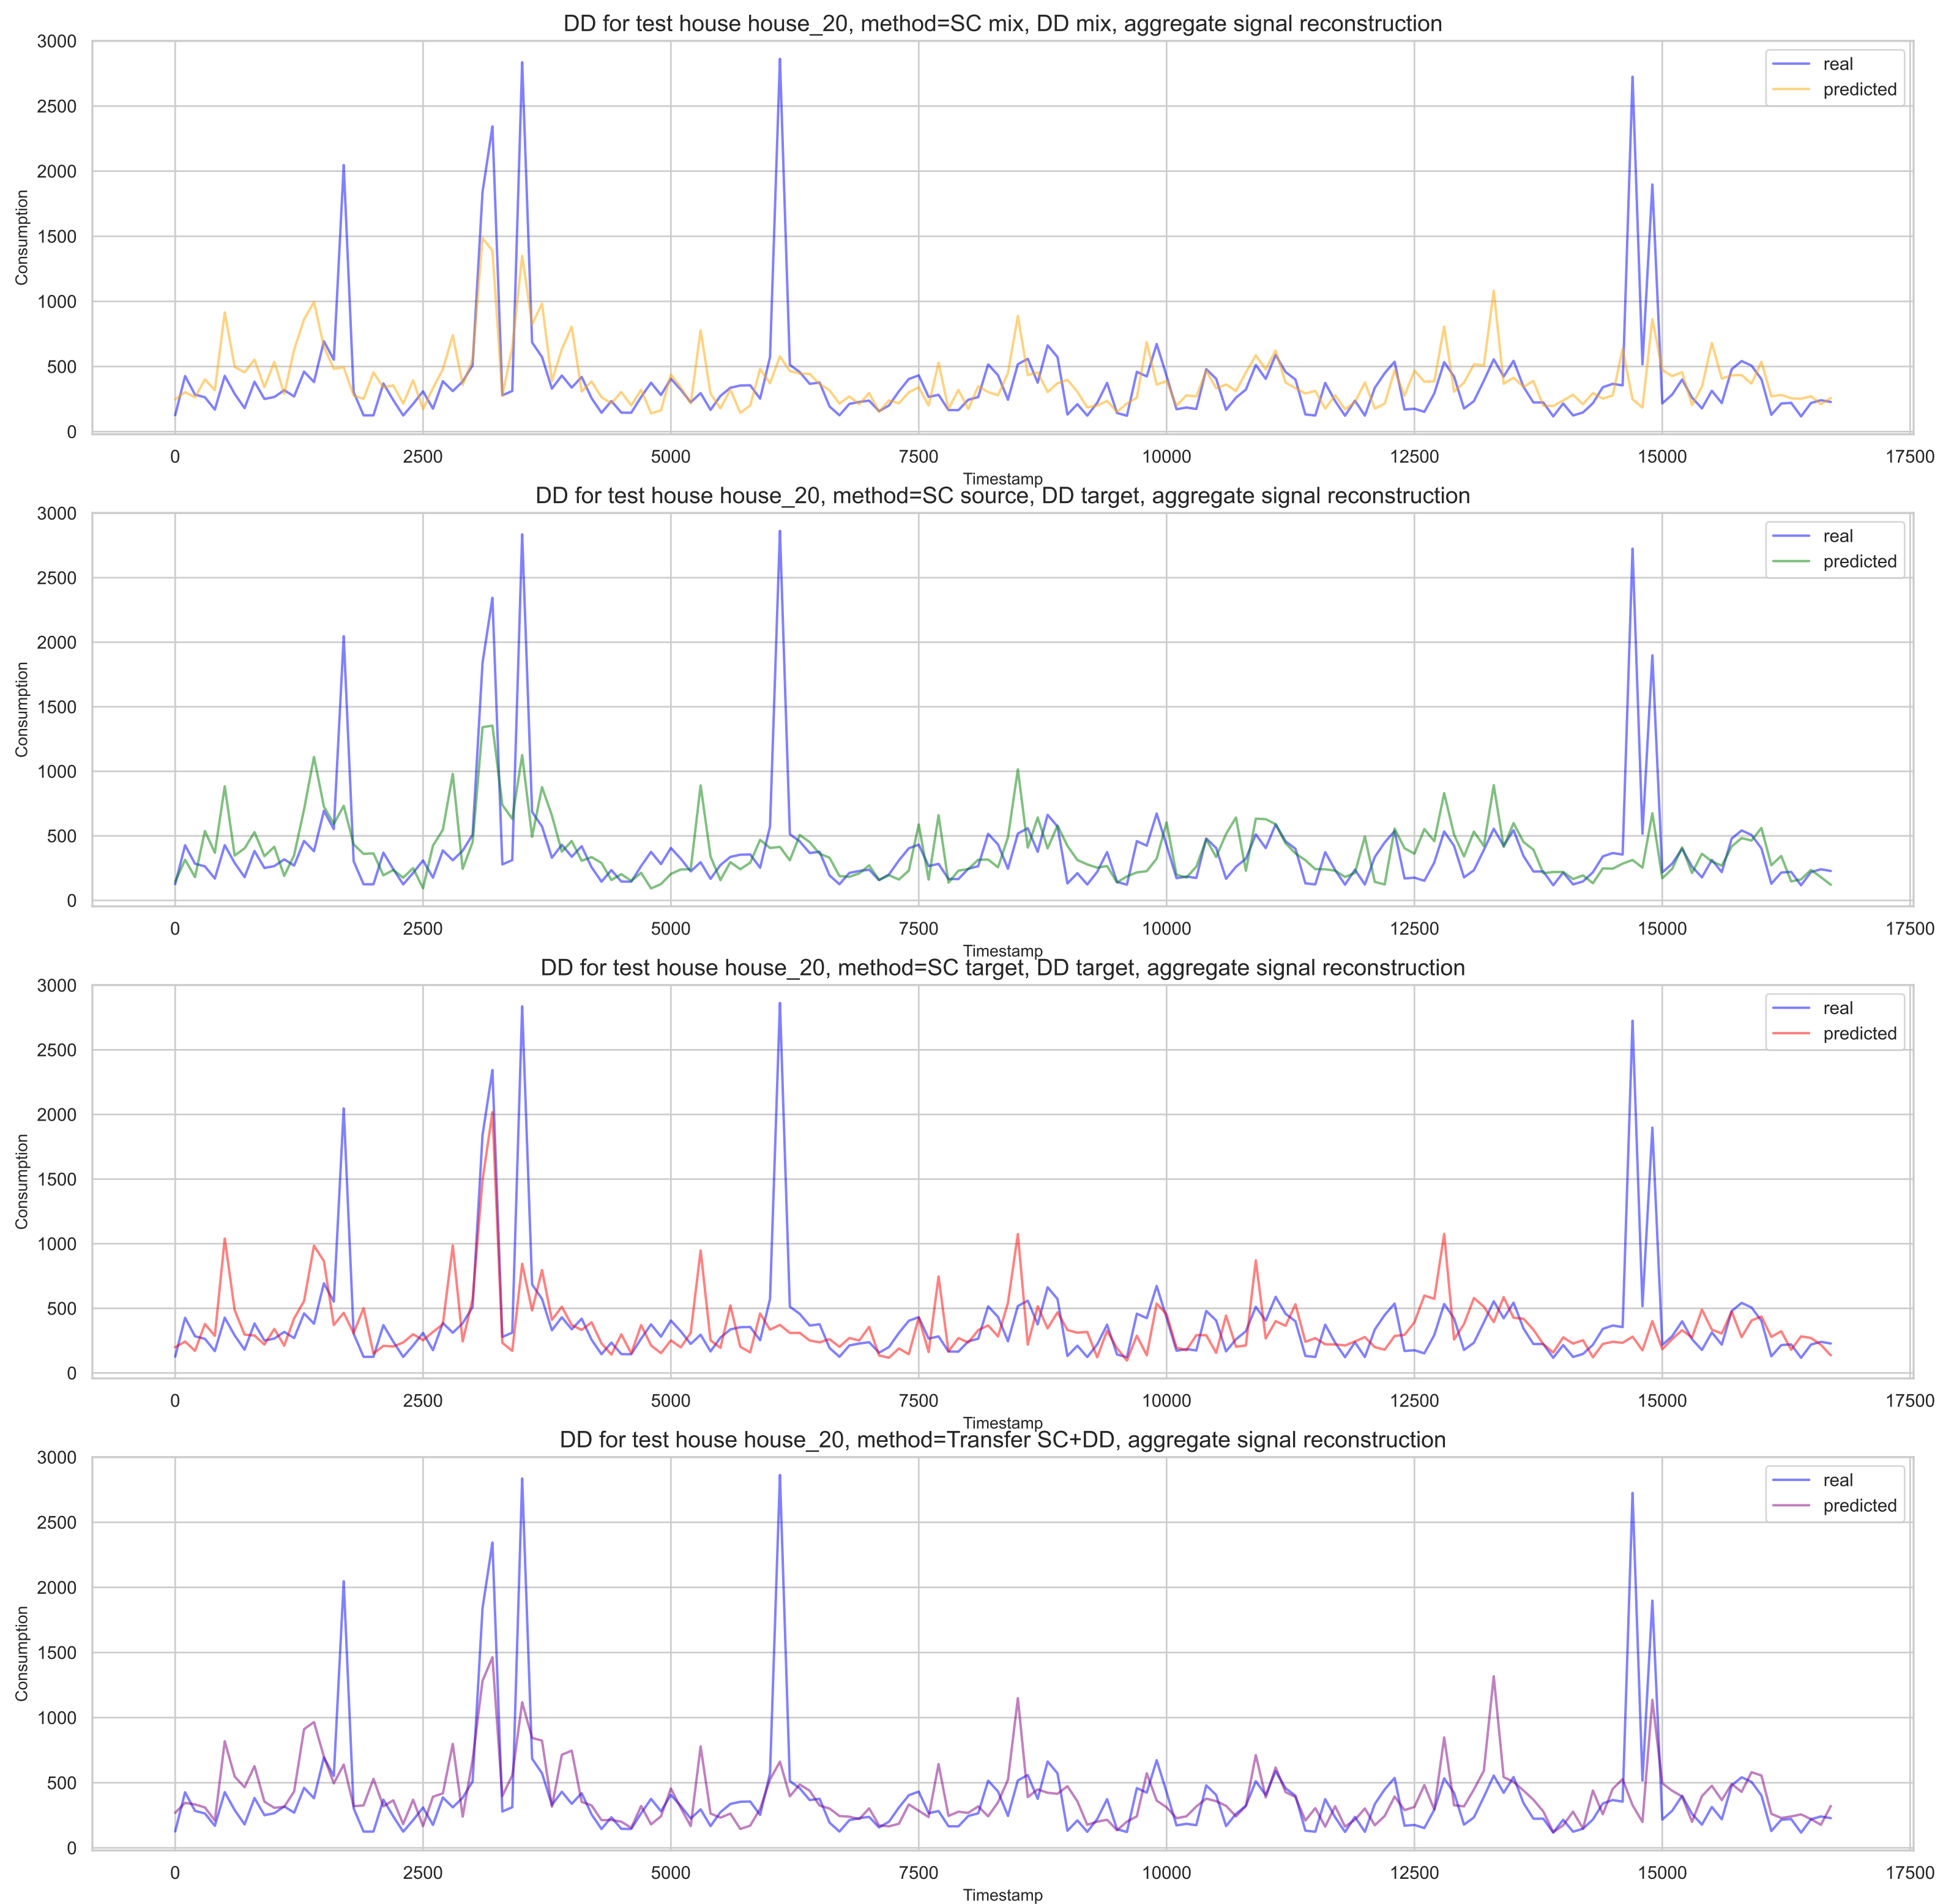 DD for test house house_20, method=SC mix, DD mix, aggregate signal reconstruction
3000
2500
2000
1500
1000
500
0
Consumption
real
predicted
0 2500 5000 7500 10000 12500 15000 17500
Timestamp
DD for test house house_20, method=SC source, DD target, aggregate signal reconstruction
3000
2500
2000
1500
1000
500
0
Consumption
real
predicted
0 2500 5000 7500 10000 12500 15000 17500
Timestamp
DD for test house house_20, method=SC target, DD target, aggregate signal reconstruction
3000
2500
2000
1500
1000
500
0
Consumption
real
predicted
0 2500 5000 7500 10000 12500 15000 17500
Timestamp
DD for test house house_20, method=Transfer SC+DD, aggregate signal reconstruction
3000
2500
2000
1500
1000
500
0
Consumption
real
predicted
0 2500 5000 7500 10000 12500 15000 17500
Timestamp